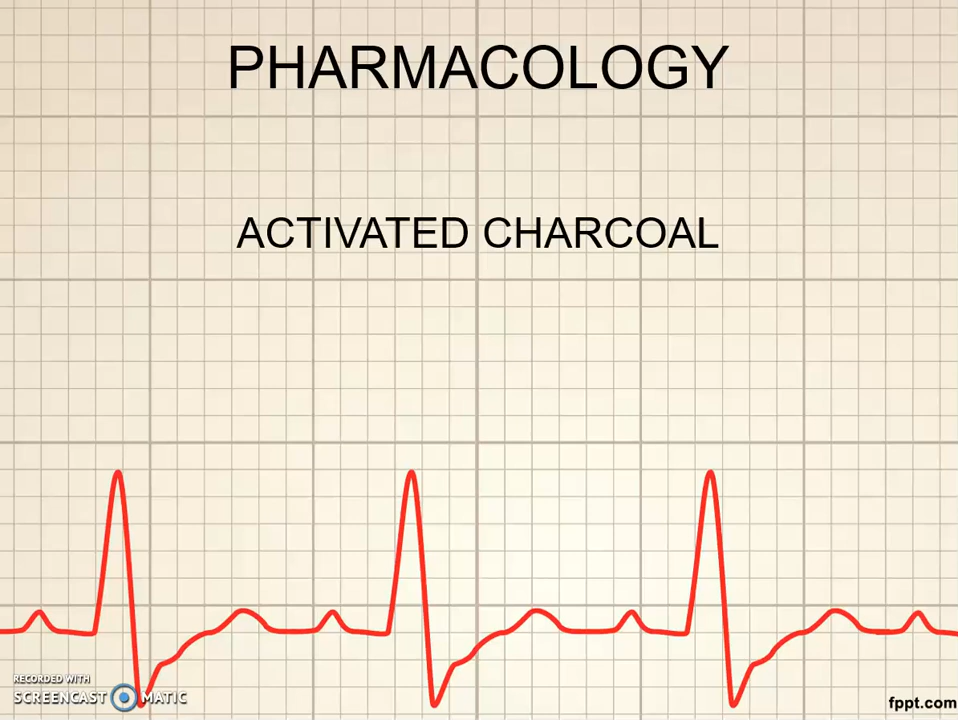 PHARMACOLOGY
ACTIVATED CHARCOAL
RECORDED WITH
SCREENCAST MATIC
fppt.com